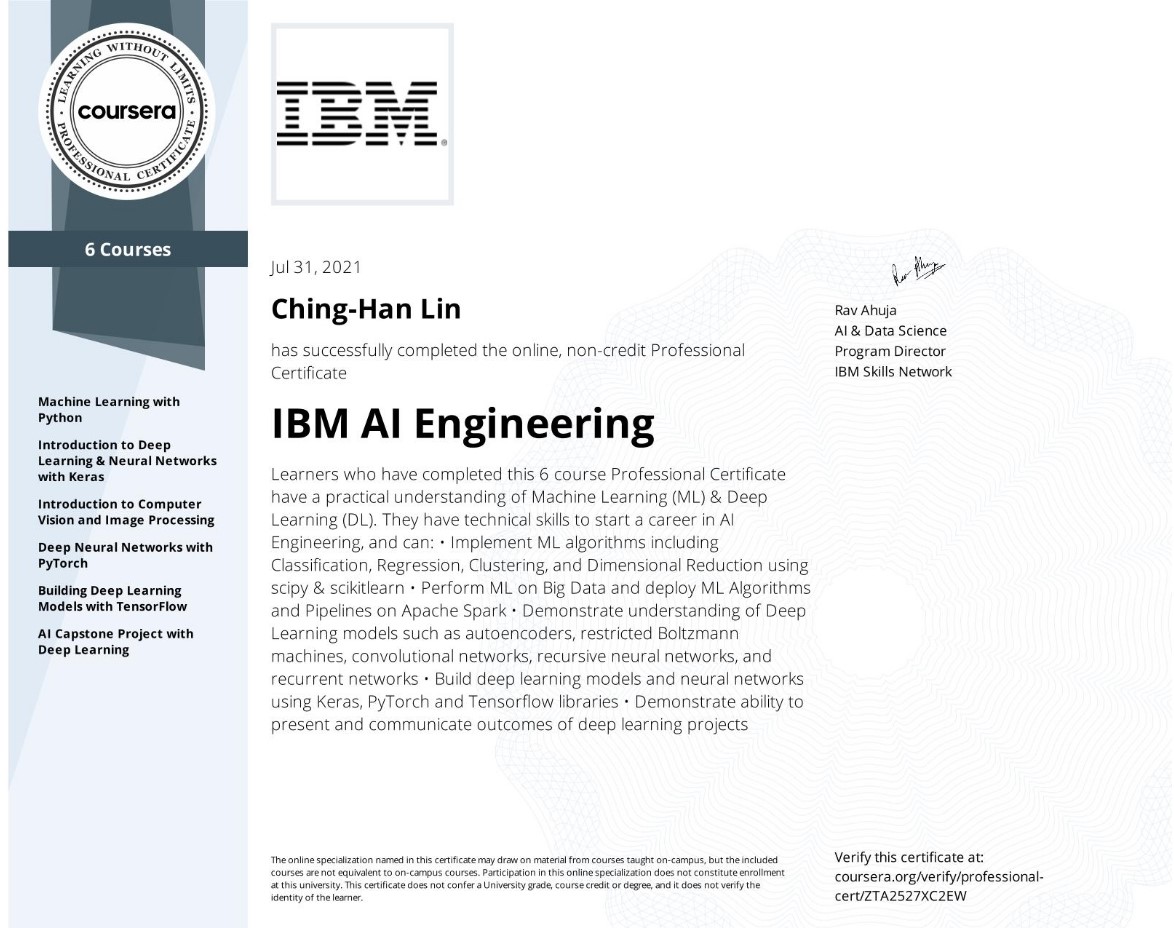 LEARNING WITHOUT LIMITS
coursera
PROFESSIONAL CERTIFICATE
6 Courses
Machine Learning with
Python
Introduction to Deep
Learning & Neural Networks
with Keras
Introduction to Computer
Vision and Image Processing
Deep Neural Networks with
PyTorch
Building Deep Learning
Models with TensorFlow
AI Capstone Project with
Deep Learning
IBM®
Jul 31, 2021
Ching-Han Lin
has successfully completed the online, non-credit Professional
Certificate
IBM AI Engineering
Learners who have completed this 6 course Professional Certificate
have a practical understanding of Machine Learning (ML) & Deep
Learning (DL). They have technical skills to start a career in AI
Engineering, and can: • Implement ML algorithms including
Classification, Regression, Clustering, and Dimensional Reduction using
scipy & scikitlearn • Perform ML on Big Data and deploy ML Algorithms
and Pipelines on Apache Spark • Demonstrate understanding of Deep
Learning models such as autoencoders, restricted Boltzmann
machines, convolutional networks, recursive neural networks, and
recurrent networks • Build deep learning models and neural networks
using Keras, PyTorch and Tensorflow libraries • Demonstrate ability to
present and communicate outcomes of deep learning projects
The online specialization named in this certificate may draw on material from courses taught on-campus, but the included
courses are not equivalent to on-campus courses. Participation in this online specialization does not constitute enrollment
at this university. This certificate does not confer a University grade, course credit or degree, and it does not verify the
identity of the learner.
Rav Ahuja
Rav Ahuja
AI & Data Science
Program Director
IBM Skills Network
Verify this certificate at:
coursera.org/verify/professional-
cert/ZTA2527XC2EW